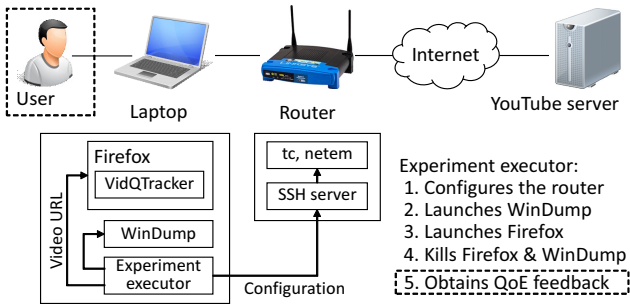 User
Laptop
Router
Internet
YouTube server
Firefox
VidQTracker
Video URL
WinDump
Experiment
executor
tc, netem
SSH server
Configuration
Experiment executor:
1. Configures the router
2. Launches WinDump
3. Launches Firefox
4. Kills Firefox & WinDump
5. Obtains QoE feedback